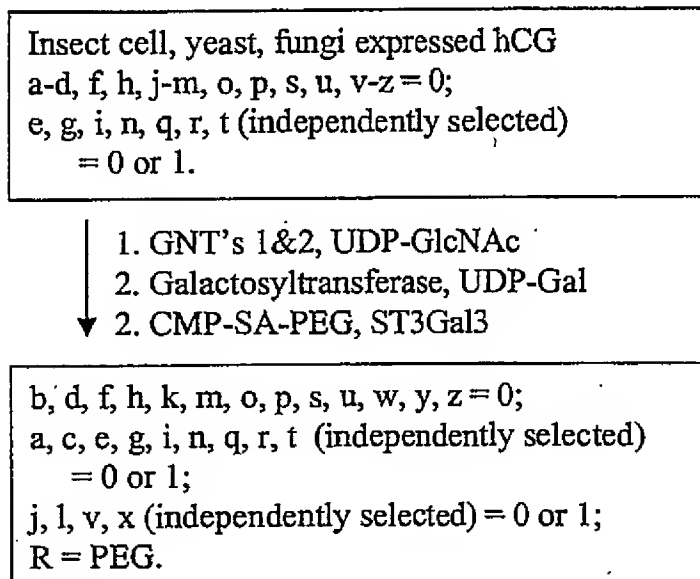 Insect cell, yeast, fungi expressed hCG
a-d, f, h, j-m, o, p, s, u, v-z = 0;
e, g, i, n, q, r, t (independently selected)
= 0 or 1.
1. GNT's 1&2, UDP-GlcNAc
2. Galactosyltransferase, UDP-Gal
2. CMP-SA-PEG, ST3Gal3
b, d, f, h, k, m, o, p, s, u, w, y, z = 0;
a, c, e, g, i, n, q, r, t (independently selected)
= 0 or 1;
j, l, v, x (independently selected) = 0 or 1;
R = PEG.